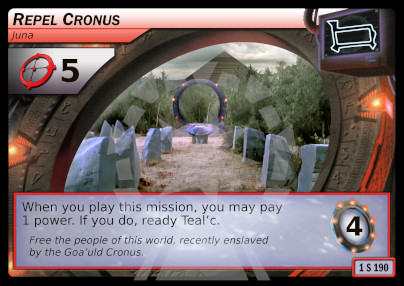 REPEL CRONUS
Juna
5
When you play this mission, you may pay
1 power. If you do, ready Teal'c.
Free the people of this world, recently enslaved
by the Goa'uld Cronus.
4
1 S 190